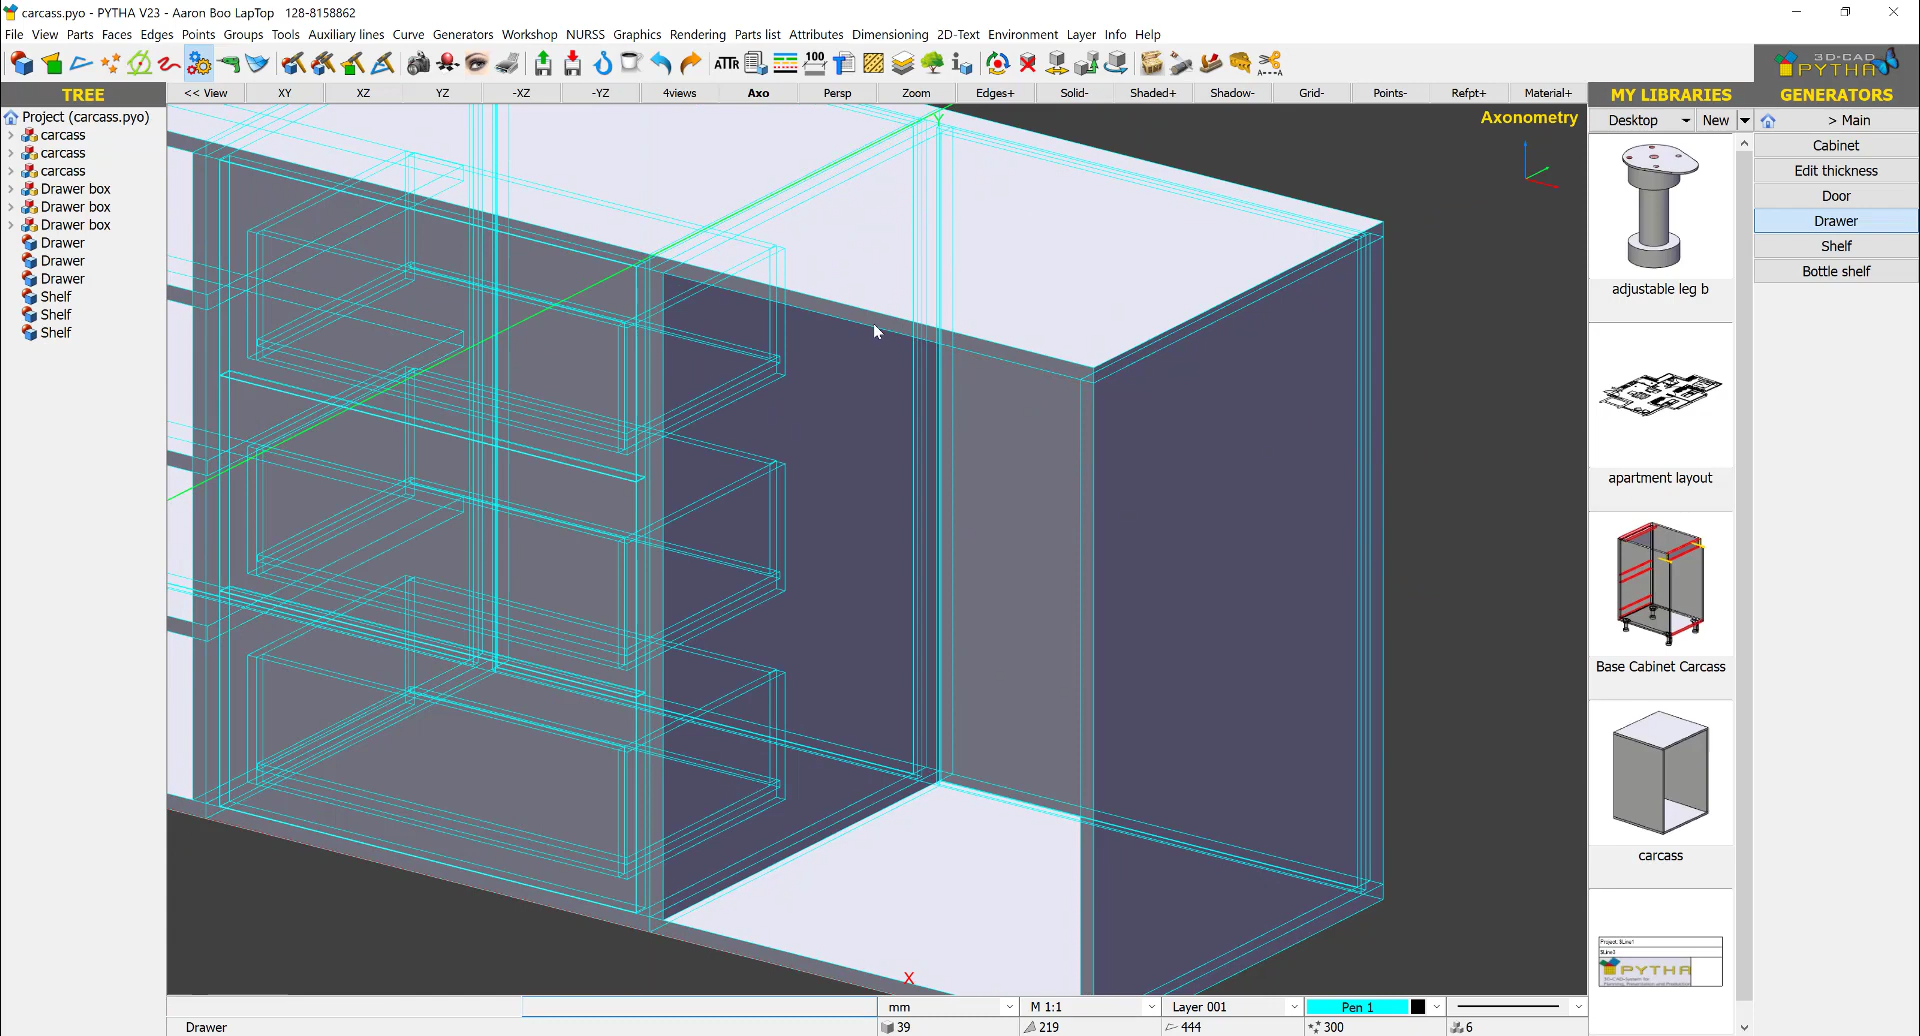 carcass.pyo - PYTHA V23 - Aaron Boo LapTop 128-8158862
File View Parts Faces Edges Points Groups Tools Auxiliary lines Curve Generators Workshop NURSS Graphics Rendering Parts list Attributes Dimensioning 2D-Text Environment Layer Info Help
ATTR 100
3D-CAD
PYTHA
TREE
<< View XY XZ YZ -XZ -YZ 4views Axo Persp Zoom Edges+ Solid- Shaded+ Shadow- Grid- Points- Refpt+ Material+
MY LIBRARIES
GENERATORS
Project (carcass.pyo)
carcass
carcass
carcass
Drawer box
Drawer box
Drawer box
Drawer
Drawer
Drawer
Shelf
Shelf
Shelf
Axonometry
Y
X
Desktop New
adjustable leg b
apartment layout
Base Cabinet Carcass
carcass
Project: $Line1
$Line3
PYTHA
> Main
Cabinet
Edit thickness
Door
Drawer
Shelf
Bottle shelf
mm M 1:1 Layer 001 Pen 1
Drawer 39 219 444 300 6